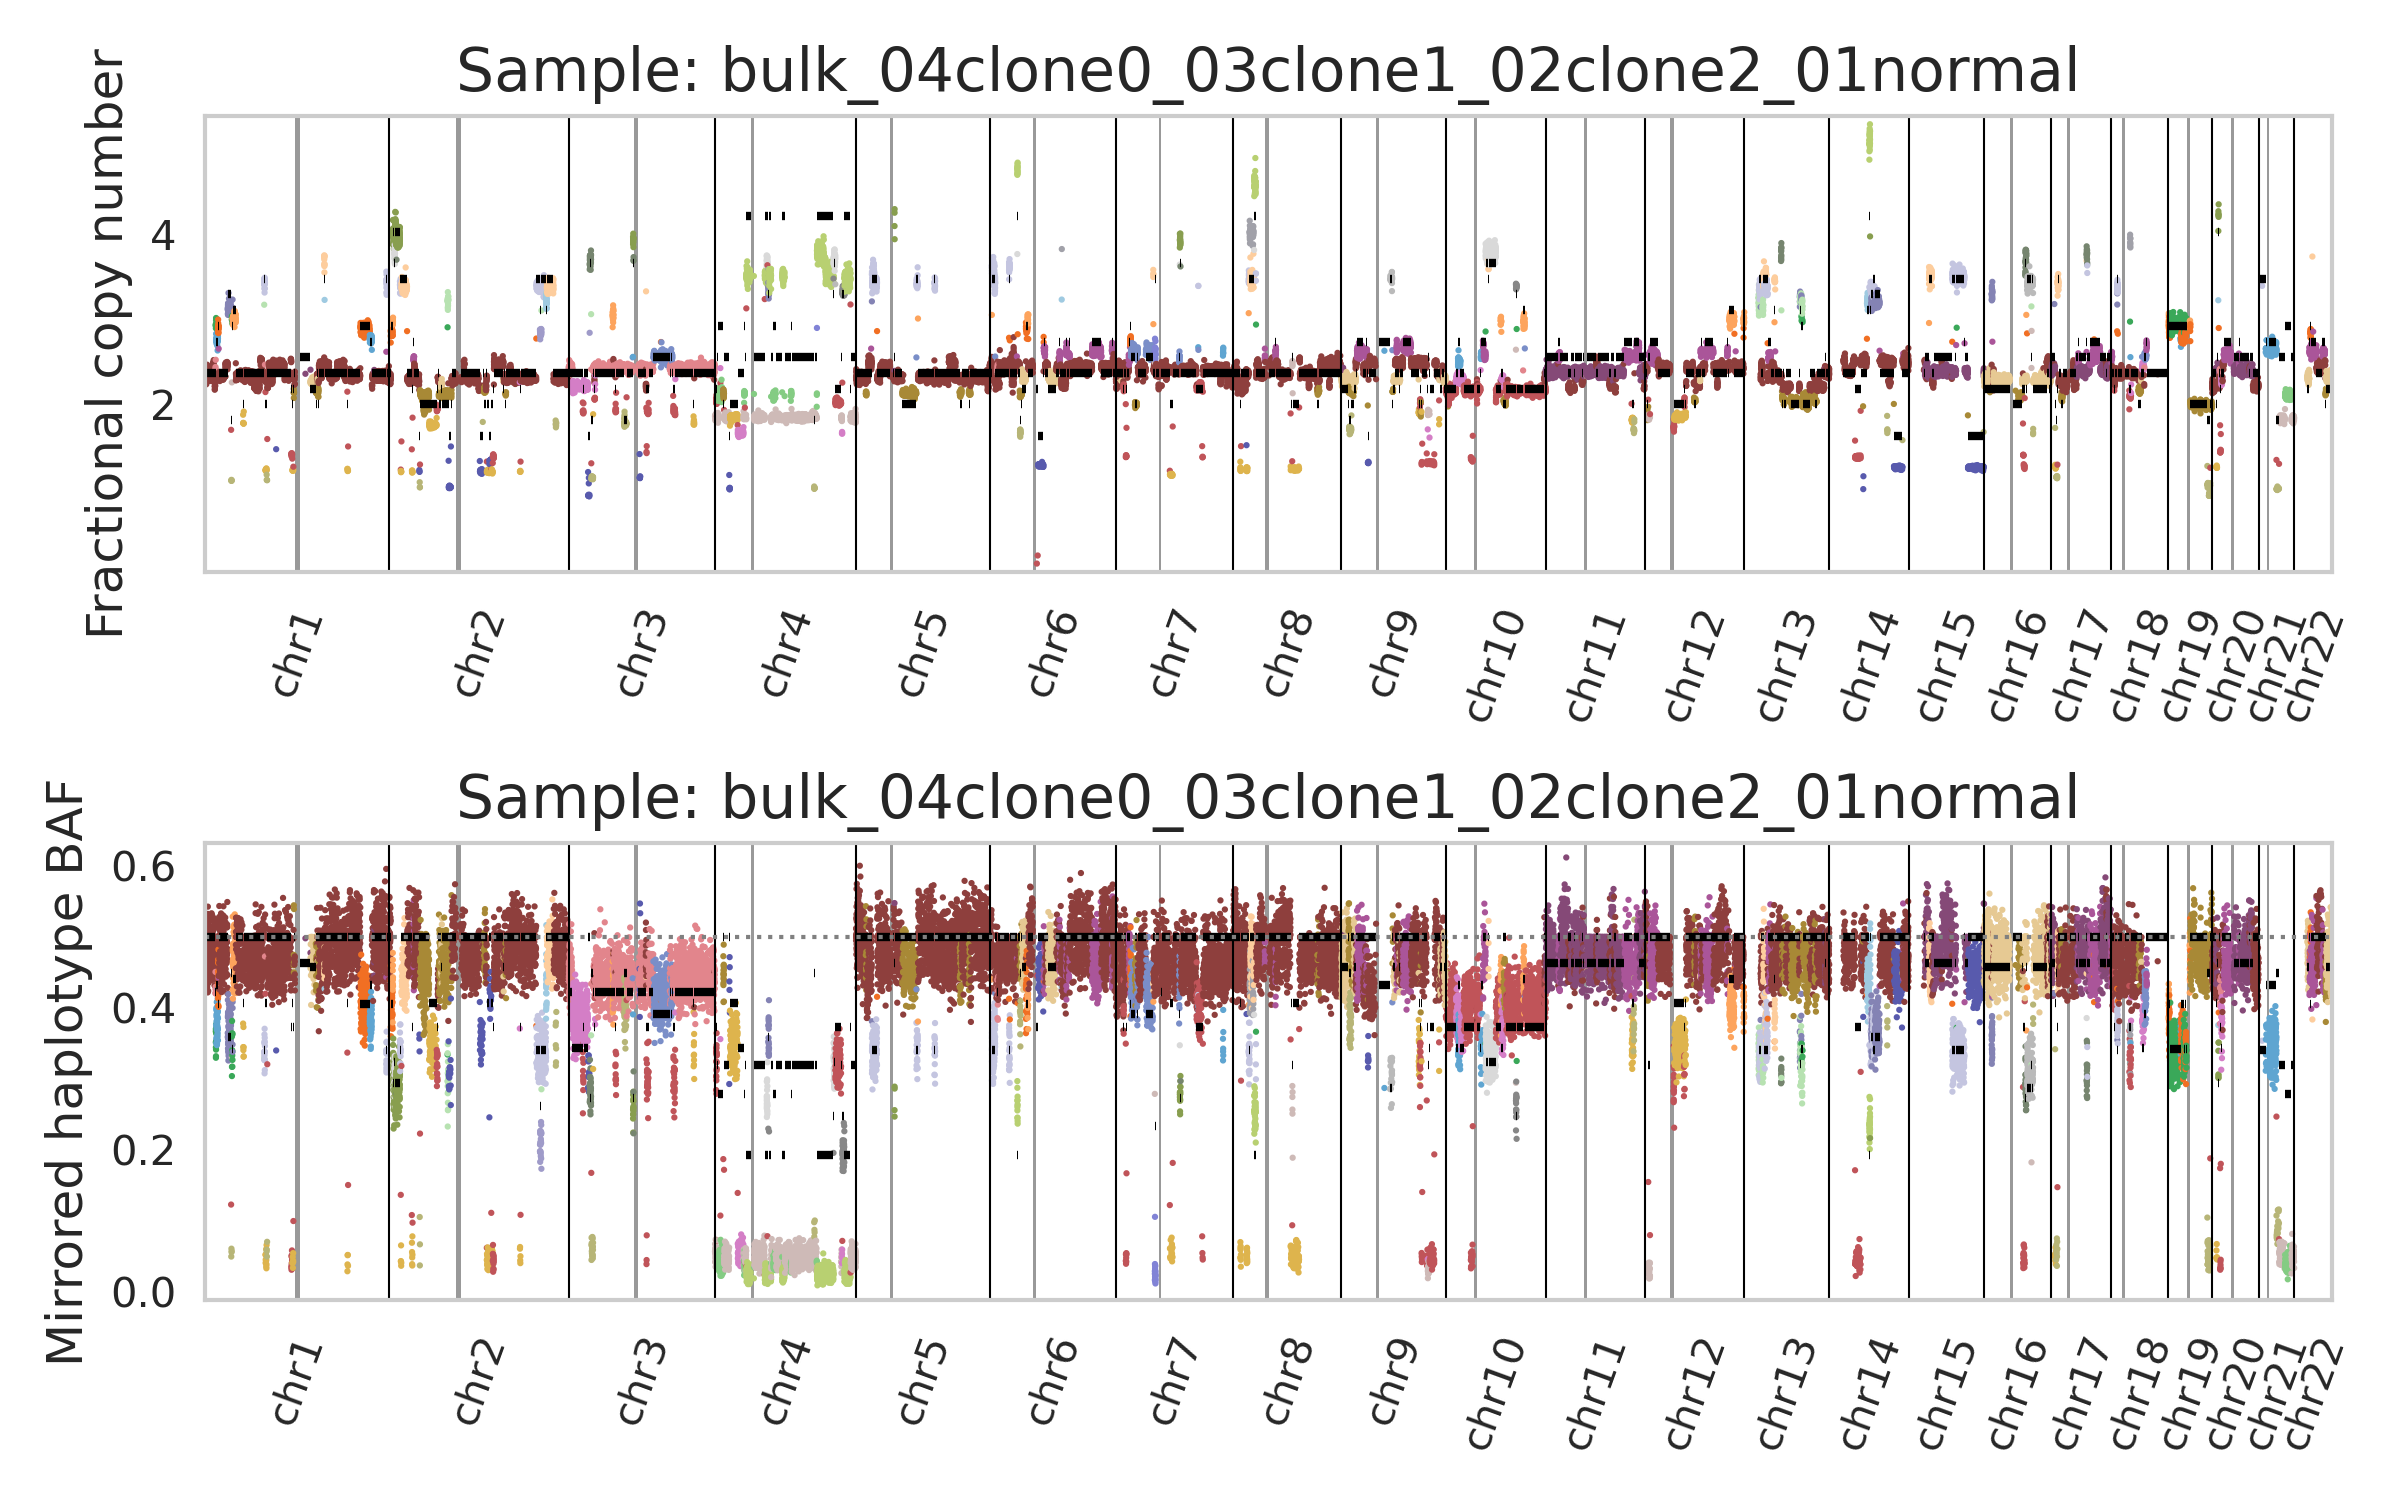 Sample: bulk_04clone0_03clone1_02clone2_01normal
Fractional copy number
4
2
chr1
chr2
chr3
chr4
chr5
chr6
chr7
chr8
chr9
chr10
chr11
chr12
chr13
chr14
chr15
chr16
chr17
chr18
chr19
chr20
chr21
chr22
Sample: bulk_04clone0_03clone1_02clone2_01normal
Mirrored haplotype BAF
0.6
0.4
0.2
0.0
chr1
chr2
chr3
chr4
chr5
chr6
chr7
chr8
chr9
chr10
chr11
chr12
chr13
chr14
chr15
chr16
chr17
chr18
chr19
chr20
chr21
chr22